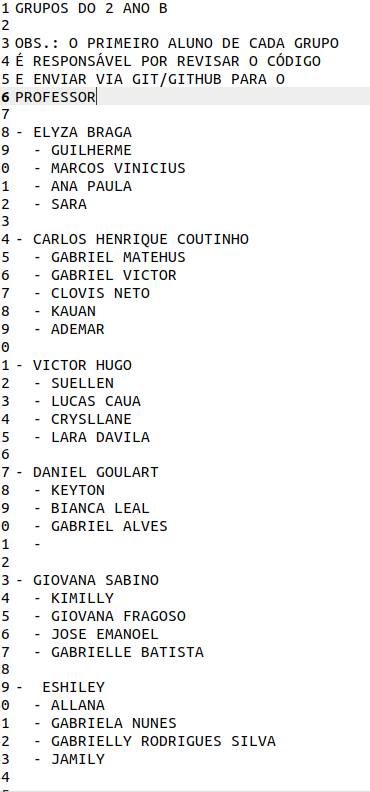 1 GRUPOS DO 2 ANO B
2
3 OBS.: O PRIMEIRO ALUNO DE CADA GRUPO
4 É RESPONSÁVEL POR REVISAR O CÓDIGO
5 E ENVIAR VIA GIT/GITHUB PARA O
6 PROFESSOR
7
8 - ELYZA BRAGA
9   - GUILHERME
0   - MARCOS VINICIUS
1   - ANA PAULA
2   - SARA
3
4 - CARLOS HENRIQUE COUTINHO
5   - GABRIEL MATEHUS
6   - GABRIEL VICTOR
7   - CLOVIS NETO
8   - KAUAN
9   - ADEMAR
0
1 - VICTOR HUGO
2   - SUELLEN
3   - LUCAS CAUA
4   - CRYSLLANE
5   - LARA DAVILA
6
7 - DANIEL GOULART
8   - KEYTON
9   - BIANCA LEAL
0   - GABRIEL ALVES
1   -
2
3 - GIOVANA SABINO
4   - KIMILLY
5   - GIOVANA FRAGOSO
6   - JOSE EMANOEL
7   - GABRIELLE BATISTA
8
9 -  ESHILEY
0   - ALLANA
1   - GABRIELA NUNES
2   - GABRIELLY RODRIGUES SILVA
3   - JAMILY
4